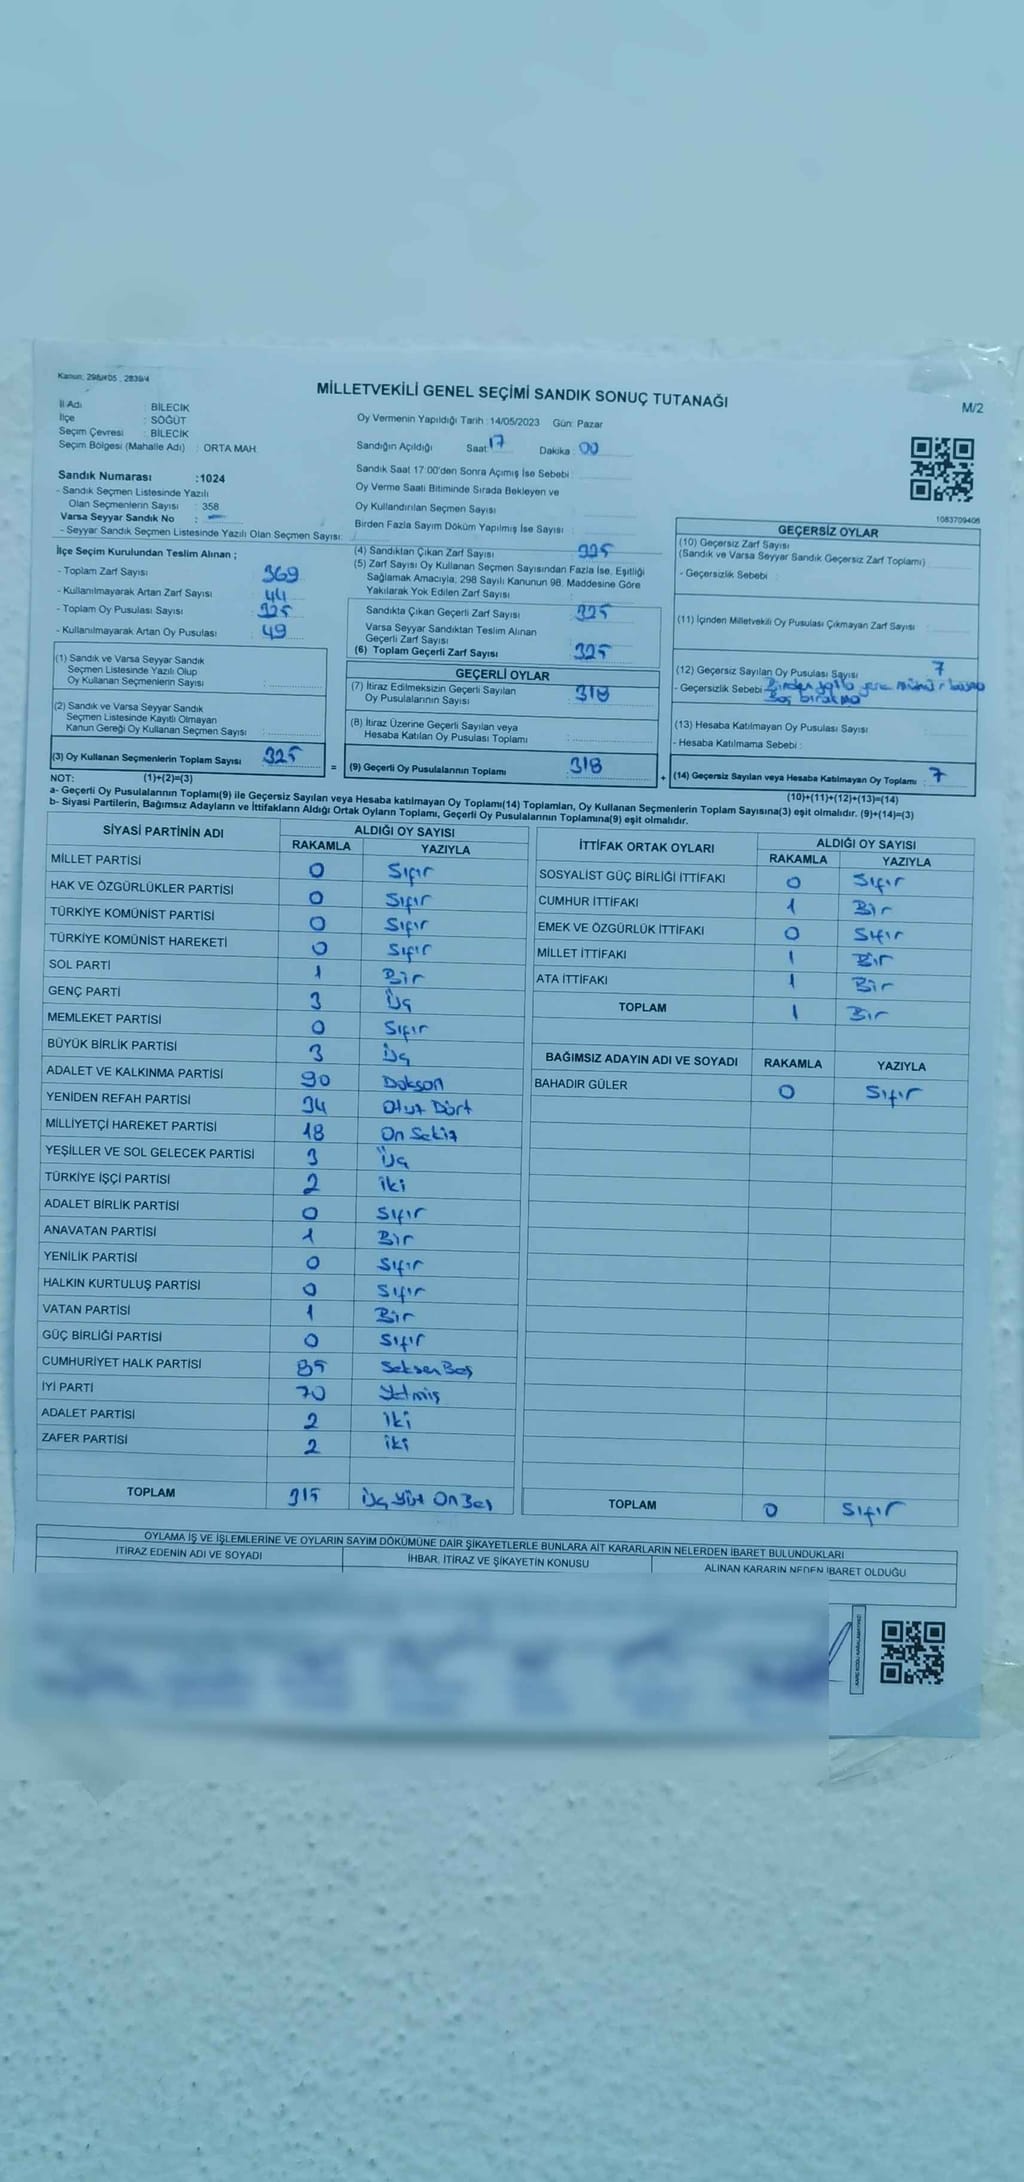 Kanun: 298/105 , 2839/4
MİLLETVEKİLİ GENEL SEÇİMİ SANDIK SONUÇ TUTANAĞI
M/2
İl Adı : BİLECİK
İlçe : SÖĞÜT
Seçim Çevresi : BİLECİK
Seçim Bölgesi (Mahalle Adı) : ORTA MAH
Sandık Numarası :1024
- Sandık Seçmen Listesinde Yazılı
Olan Seçmenlerin Sayısı : 358
Varsa Seyyar Sandık No :
- Seyyar Sandık Seçmen Listesinde Yazılı Olan Seçmen Sayısı:
Oy Vermenin Yapıldığı Tarih :14/05/2023 Gün: Pazar
Sandığın Açıldığı Saat: 17 Dakika : 00
Sandık Saat 17:00'den Sonra Açımış İse Sebebi :
Oy Verme Saati Bitiminde Sırada Bekleyen ve
Oy Kullandırılan Seçmen Sayısı
Birden Fazla Sayım Döküm Yapılmış İse Sayısı :
1083709406
İlçe Seçim Kurulundan Teslim Alınan ;
- Toplam Zarf Sayısı 369
- Kullanılmayarak Artan Zarf Sayısı 44
- Toplam Oy Pusulası Sayısı 325
- Kullanılmayarak Artan Oy Pusulası 49
(1) Sandık ve Varsa Seyyar Sandık
Seçmen Listesinde Yazılı Olup
Oy Kullanan Seçmenlerin Sayısı :
(2) Sandık ve Varsa Seyyar Sandık
Seçmen Listesinde Kayıtlı Olmayan
Kanun Gereği Oy Kullanan Seçmen Sayısı :
(3) Oy Kullanan Seçmenlerin Toplam Sayısı 325
(1)+(2)=(3)
(4) Sandıktan Çıkan Zarf Sayısı 325
(5) Zarf Sayısı Oy Kullanan Seçmen Sayısından Fazla İse, Eşitliği
Sağlamak Amacıyla, 298 Sayılı Kanunun 98. Maddesine Göre
Yakılarak Yok Edilen Zarf Sayısı :
Sandıkta Çıkan Geçerli Zarf Sayısı : 325
Varsa Seyyar Sandıktan Teslim Alınan
Geçerli Zarf Sayısı :
(6) Toplam Geçerli Zarf Sayısı : 325
GEÇERLİ OYLAR
(7) İtiraz Edilmeksizin Geçerli Sayılan
Oy Pusulalarının Sayısı : 318
(8) İtiraz Üzerine Geçerli Sayılan veya
Hesaba Katılan Oy Pusulası Toplamı :
= (9) Geçerli Oy Pusulalarının Toplamı : 318
GEÇERSİZ OYLAR
(10) Geçersiz Zarf Sayısı
(Sandık ve Varsa Seyyar Sandık Geçersiz Zarf Toplamı)
- Geçersizlik Sebebi :
(11) İçinden Milletvekili Oy Pusulası Çıkmayan Zarf Sayısı
(12) Geçersiz Sayılan Oy Pusulası Sayısı 7
- Geçersizlik Sebebi Birden fazla yere mühür basma
Boş bırakma
(13) Hesaba Katılmayan Oy Pusulası Sayısı
- Hesaba Katılmama Sebebi :
+ (14) Geçersiz Sayılan veya Hesaba Katılmayan Oy Toplamı : 7
(10)+(11)+(12)+(13)=(14)
NOT:
a- Geçerli Oy Pusulalarının Toplamı(9) ile Geçersiz Sayılan veya Hesaba katılmayan Oy Toplamı(14) Toplamları, Oy Kullanan Seçmenlerin Toplam Sayısına(3) eşit olmalıdır. (9)+(14)=(3)
b- Siyasi Partilerin, Bağımsız Adayların ve İttifakların Aldığı Ortak Oyların Toplamı, Geçerli Oy Pusulalarının Toplamına(9) eşit olmalıdır.
SİYASİ PARTİNİN ADI ALDIĞI OY SAYISI
RAKAMLA YAZIYLA
MİLLET PARTİSİ 0 Sıfır
HAK VE ÖZGÜRLÜKLER PARTİSİ 0 Sıfır
TÜRKİYE KOMÜNİST PARTİSİ 0 Sıfır
TÜRKİYE KOMÜNİST HAREKETİ 0 Sıfır
SOL PARTİ 1 Bir
GENÇ PARTİ 3 Üç
MEMLEKET PARTİSİ 0 Sıfır
BÜYÜK BİRLİK PARTİSİ 3 Üç
ADALET VE KALKINMA PARTİSİ 90 Doksan
YENİDEN REFAH PARTİSİ 34 Otuz Dört
MİLLİYETÇİ HAREKET PARTİSİ 18 On Sekiz
YEŞİLLER VE SOL GELECEK PARTİSİ 3 Üç
TÜRKİYE İŞÇİ PARTİSİ 2 iki
ADALET BİRLİK PARTİSİ 0 Sıfır
ANAVATAN PARTİSİ 1 Bir
YENİLİK PARTİSİ 0 Sıfır
HALKIN KURTULUŞ PARTİSİ 0 Sıfır
VATAN PARTİSİ 1 Bir
GÜÇ BİRLİĞİ PARTİSİ 0 Sıfır
CUMHURİYET HALK PARTİSİ 85 Seksen Beş
İYİ PARTİ 70 Yetmiş
ADALET PARTİSİ 2 iki
ZAFER PARTİSİ 2 iki
TOPLAM 315 Üç Yüz On Beş
İTTİFAK ORTAK OYLARI ALDIĞI OY SAYISI
RAKAMLA YAZIYLA
SOSYALİST GÜÇ BİRLİĞİ İTTİFAKI 0 Sıfır
CUMHUR İTTİFAKI 1 Bir
EMEK VE ÖZGÜRLÜK İTTİFAKI 0 Sıfır
MİLLET İTTİFAKI 1 Bir
ATA İTTİFAKI 1 Bir
TOPLAM 1 Bir
BAĞIMSIZ ADAYIN ADI VE SOYADI RAKAMLA YAZIYLA
BAHADIR GÜLER 0 Sıfır
TOPLAM 0 Sıfır
OYLAMA İŞ VE İŞLEMLERİNE VE OYLARIN SAYIM DÖKÜMÜNE DAİR ŞİKAYETLERLE BUNLARA AİT KARARLARIN NELERDEN İBARET BULUNDUKLARI
İTİRAZ EDENİN ADI VE SOYADI İHBAR, İTİRAZ VE ŞİKAYETİN KONUSU ALINAN KARARIN NEDEN İBARET OLDUĞU